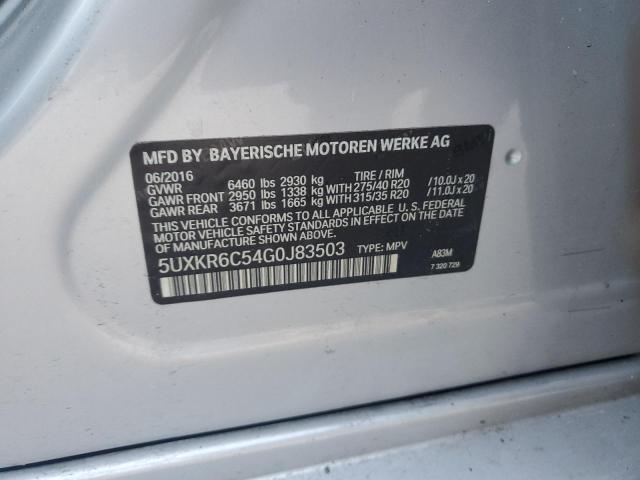 MFD BY BAYERISCHE MOTOREN WERKE AG
06/2016 TIRE / RIM
GVWR 6460 lbs 2930 kg
GAWR FRONT 2950 lbs 1338 kg WITH 275/40 R20 /10.0J x 20
GAWR REAR 3671 lbs 1665 kg WITH 315/35 R20 /11.0J x 20
THIS VEHICLE CONFORMS TO ALL APPLICABLE U.S. FEDERAL
MOTOR VEHICLE SAFETY STANDARDS IN EFFECT ON THE DATE OF
MANUFACTURE SHOWN ABOVE.
5UXKR6C54G0J83503 TYPE: MPV A83M
7 320 729